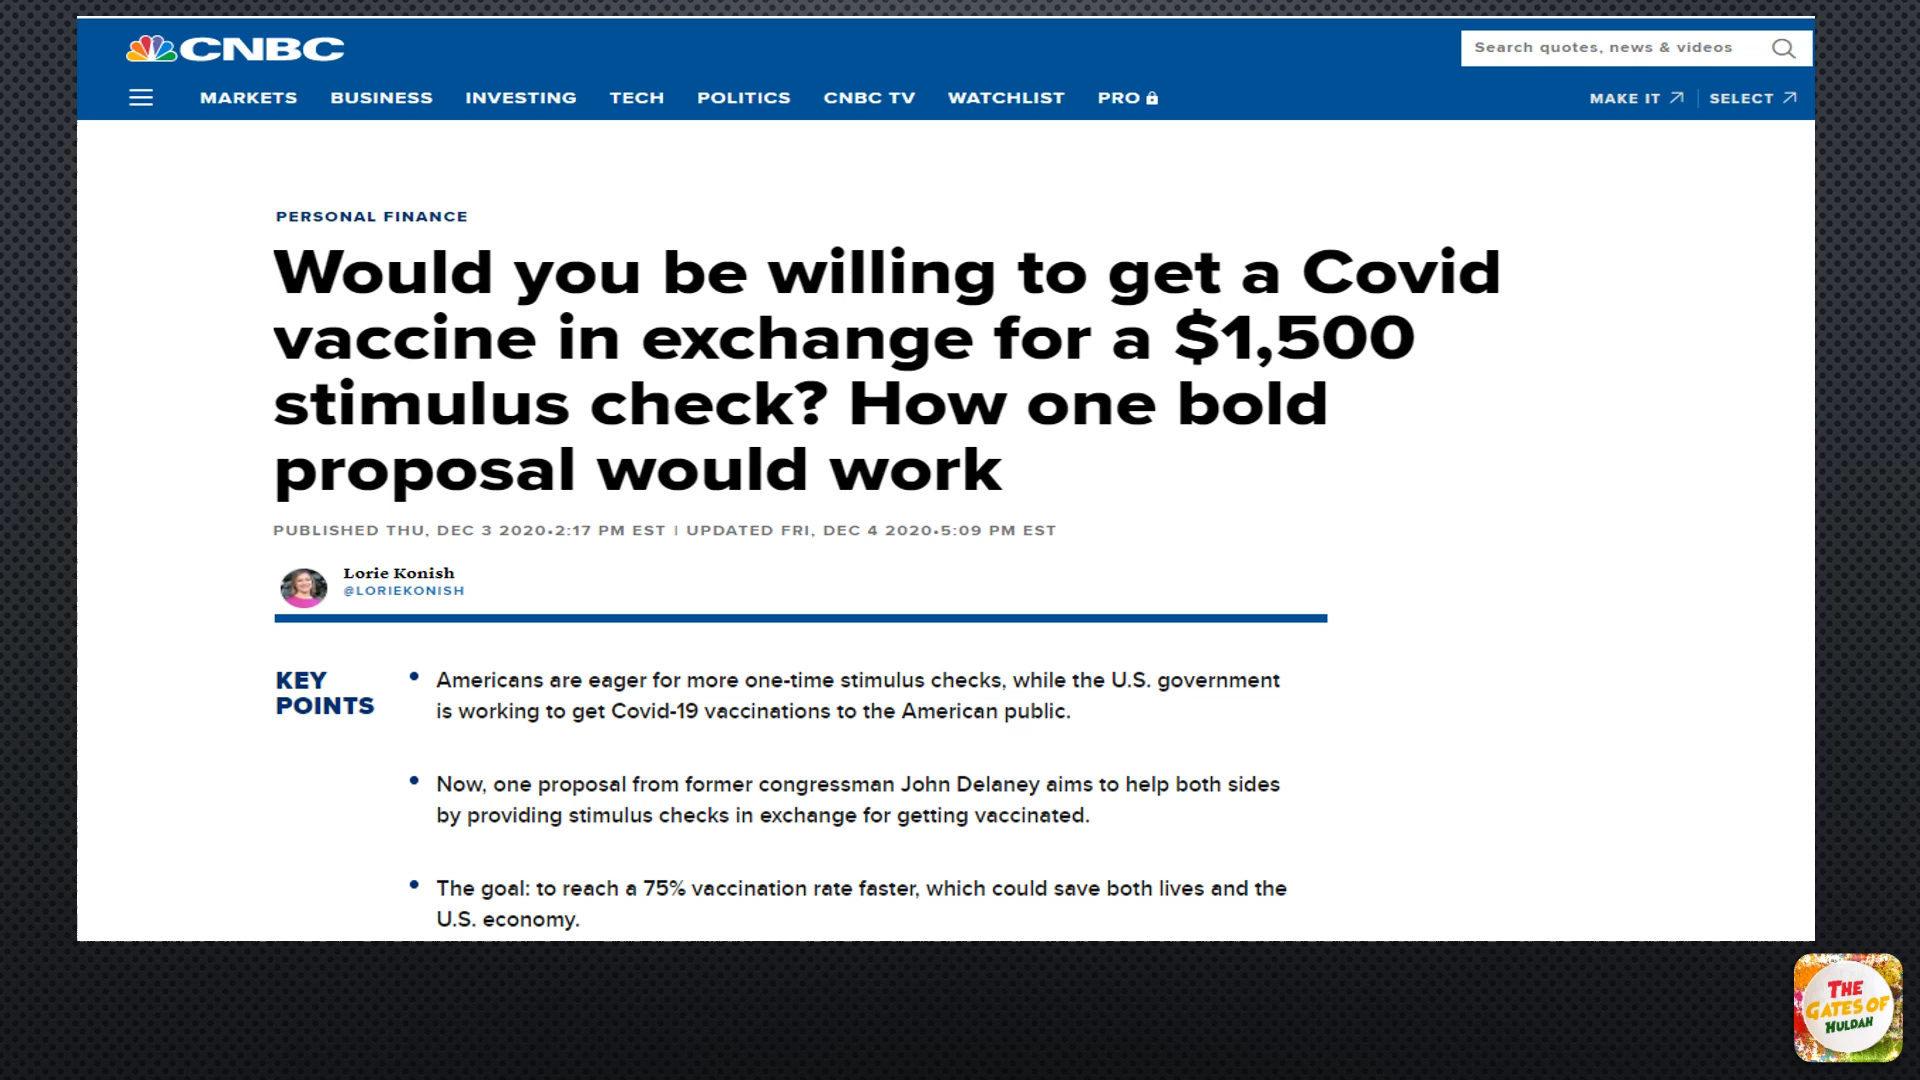 CNBC
Search quotes, news & videos
MARKETS BUSINESS INVESTING TECH POLITICS CNBC TV WATCHLIST PRO
MAKE IT SELECT
PERSONAL FINANCE
Would you be willing to get a Covid
vaccine in exchange for a $1,500
stimulus check? How one bold
proposal would work
PUBLISHED THU, DEC 3 2020•2:17 PM EST | UPDATED FRI, DEC 4 2020•5:09 PM EST
Lorie Konish
@LORIEKONISH
KEY
POINTS
• Americans are eager for more one-time stimulus checks, while the U.S. government
is working to get Covid-19 vaccinations to the American public.
• Now, one proposal from former congressman John Delaney aims to help both sides
by providing stimulus checks in exchange for getting vaccinated.
• The goal: to reach a 75% vaccination rate faster, which could save both lives and the
U.S. economy.
THE
GATES OF
HULDAH